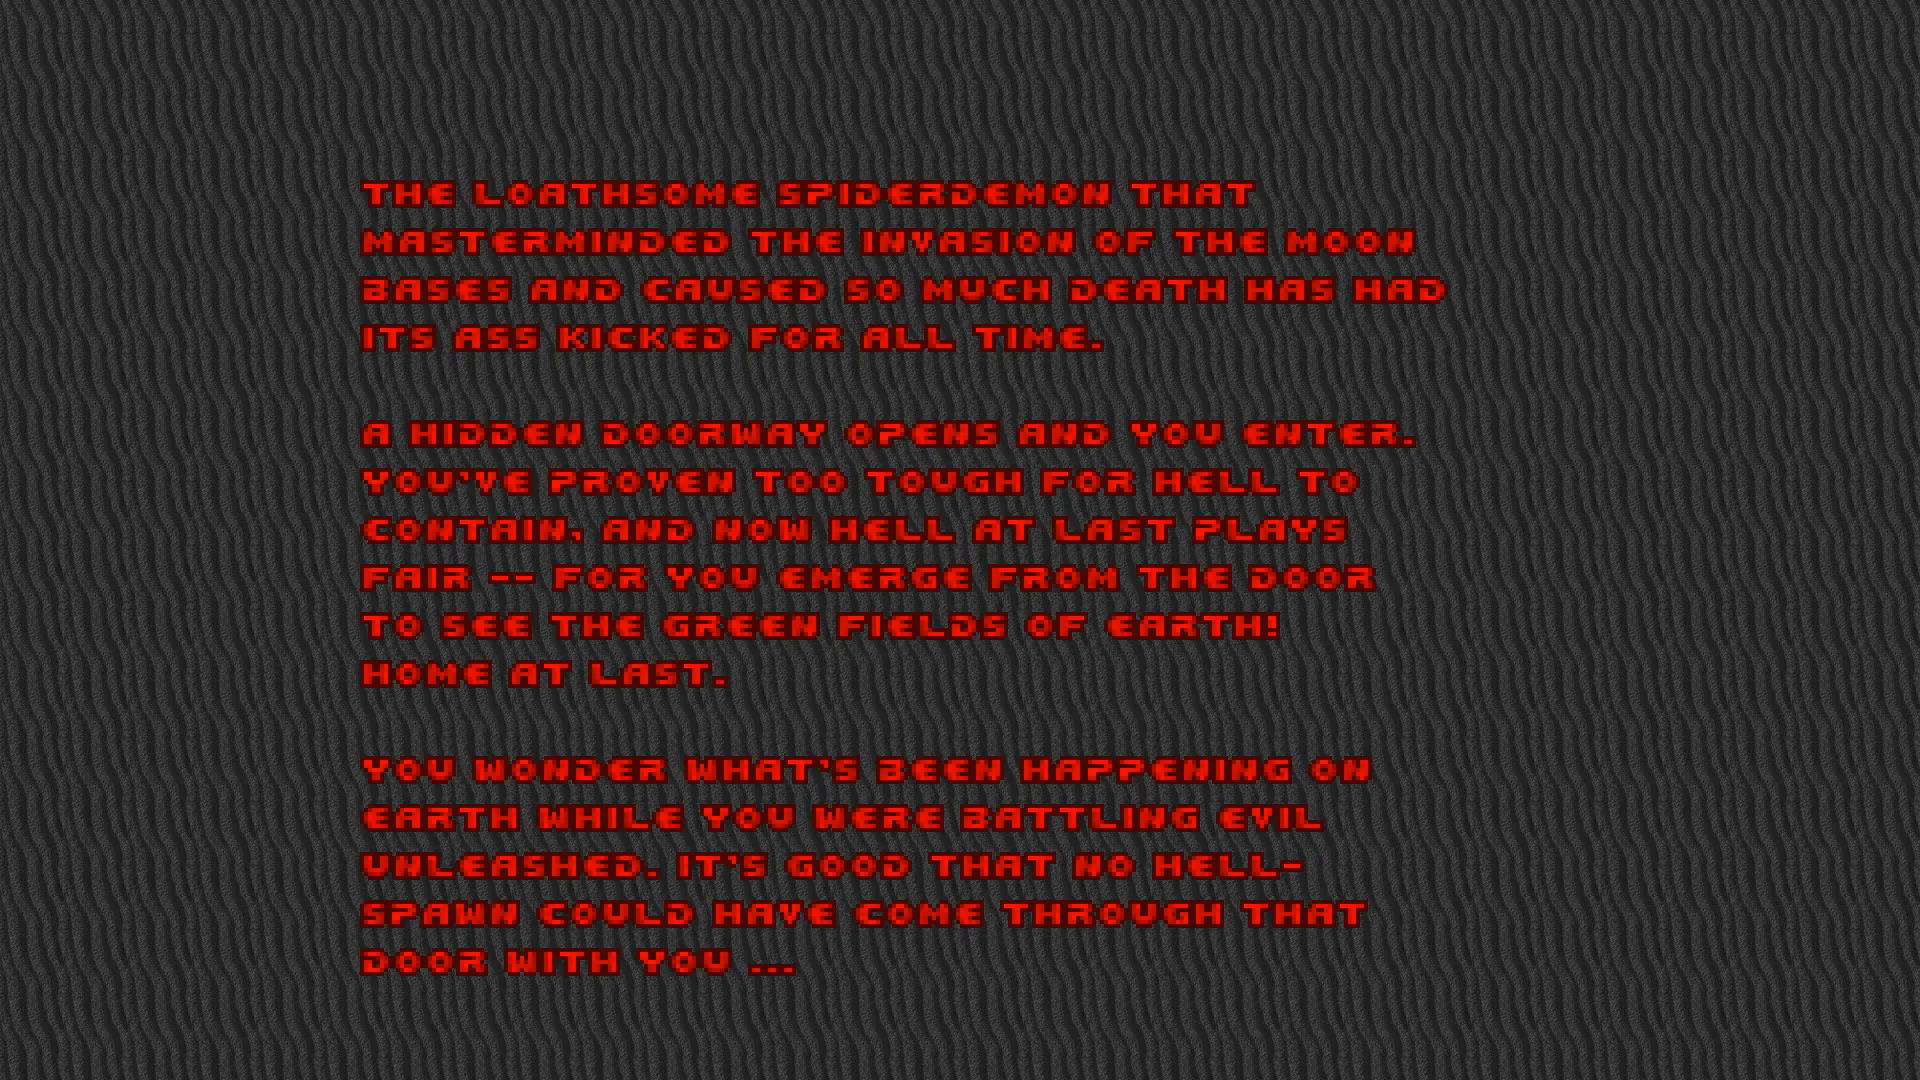 THE LOATHSOME SPIDERDEMON THAT
MASTERMINDED THE INVASION OF THE MOON
BASES AND CAUSED SO MUCH DEATH HAS HAD
ITS ASS KICKED FOR ALL TIME.
A HIDDEN DOORWAY OPENS AND YOU ENTER.
YOU'VE PROVEN TOO TOUGH FOR HELL TO
CONTAIN, AND NOW HELL AT LAST PLAYS
FAIR -- FOR YOU EMERGE FROM THE DOOR
TO SEE THE GREEN FIELDS OF EARTH!
HOME AT LAST.
YOU WONDER WHAT'S BEEN HAPPENING ON
EARTH WHILE YOU WERE BATTLING EVIL
UNLEASHED. IT'S GOOD THAT NO HELL-
SPAWN COULD HAVE COME THROUGH THAT
DOOR WITH YOU ...